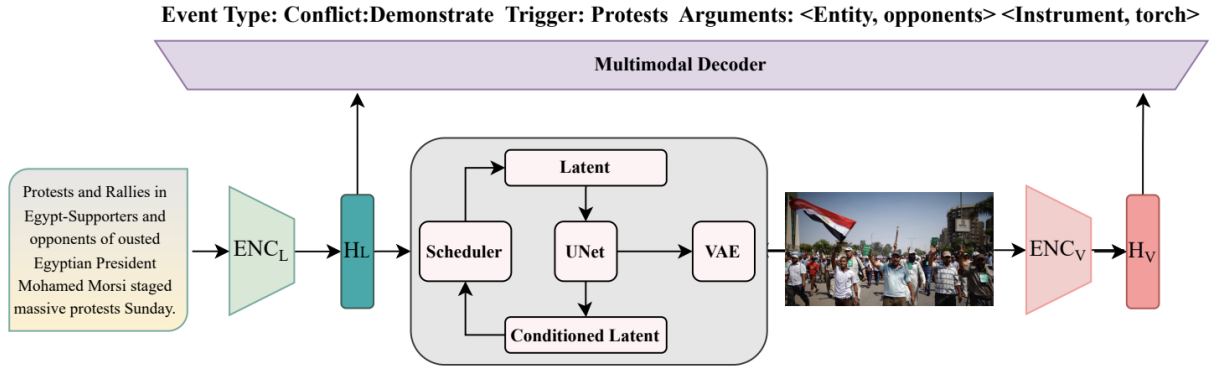 Event Type: Conflict:Demonstrate Trigger: Protests Arguments: <Entity, opponents> <Instrument, torch>
Multimodal Decoder
Protests and Rallies in
Egypt-Supporters and
opponents of ousted
Egyptian President
Mohamed Morsi staged
massive protests Sunday.
ENCL
HL
Latent
Scheduler
UNet
VAE
Conditioned Latent
ENCV
HV